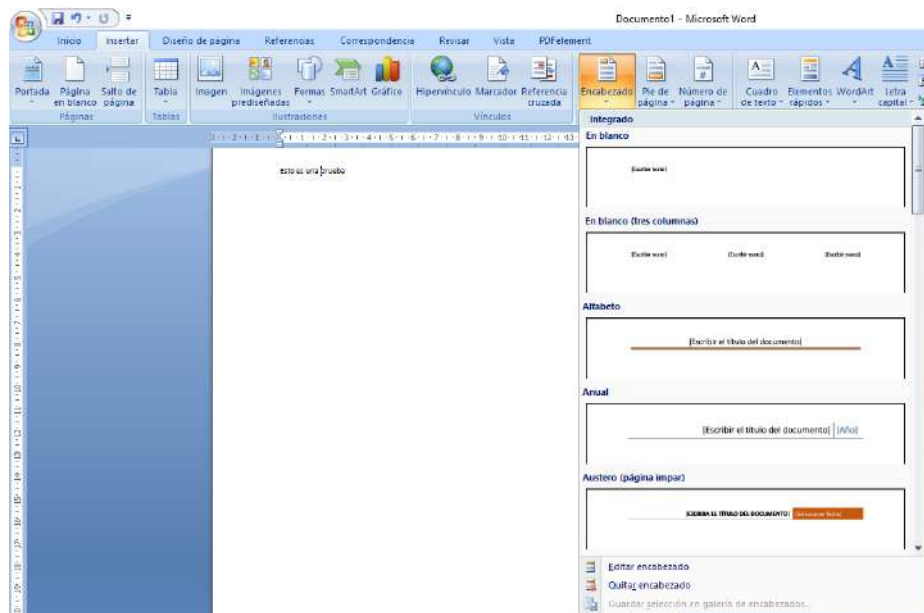 Documento1 - Microsoft Word
Inicio Insertar Diseño de página Referencias Correspondencia Revisar Vista PDFelement
Portada Página en blanco Salto de página Tabla Imagen Imágenes prediseñadas Formas SmartArt Gráfico Hipervínculo Marcador Referencia cruzada Encabezado Pie de página Número de página Cuadro de texto Elementos rápidos WordArt Letra capital
Páginas Tablas Ilustraciones Vínculos
Integrado
En blanco
[Escribir texto]
Esto es una prueba
En blanco (tres columnas)
[Escribir texto] [Escribir texto] [Escribir texto]
Alfabeto
[Escribir el título del documento]
Anual
[Escribir el título del documento] [Año]
Austero (página impar)
[ESCRIBA EL TÍTULO DEL DOCUMENTO] [Seleccionar fecha]
Editar encabezado
Quitar encabezado
Guardar selección en galería de encabezados...